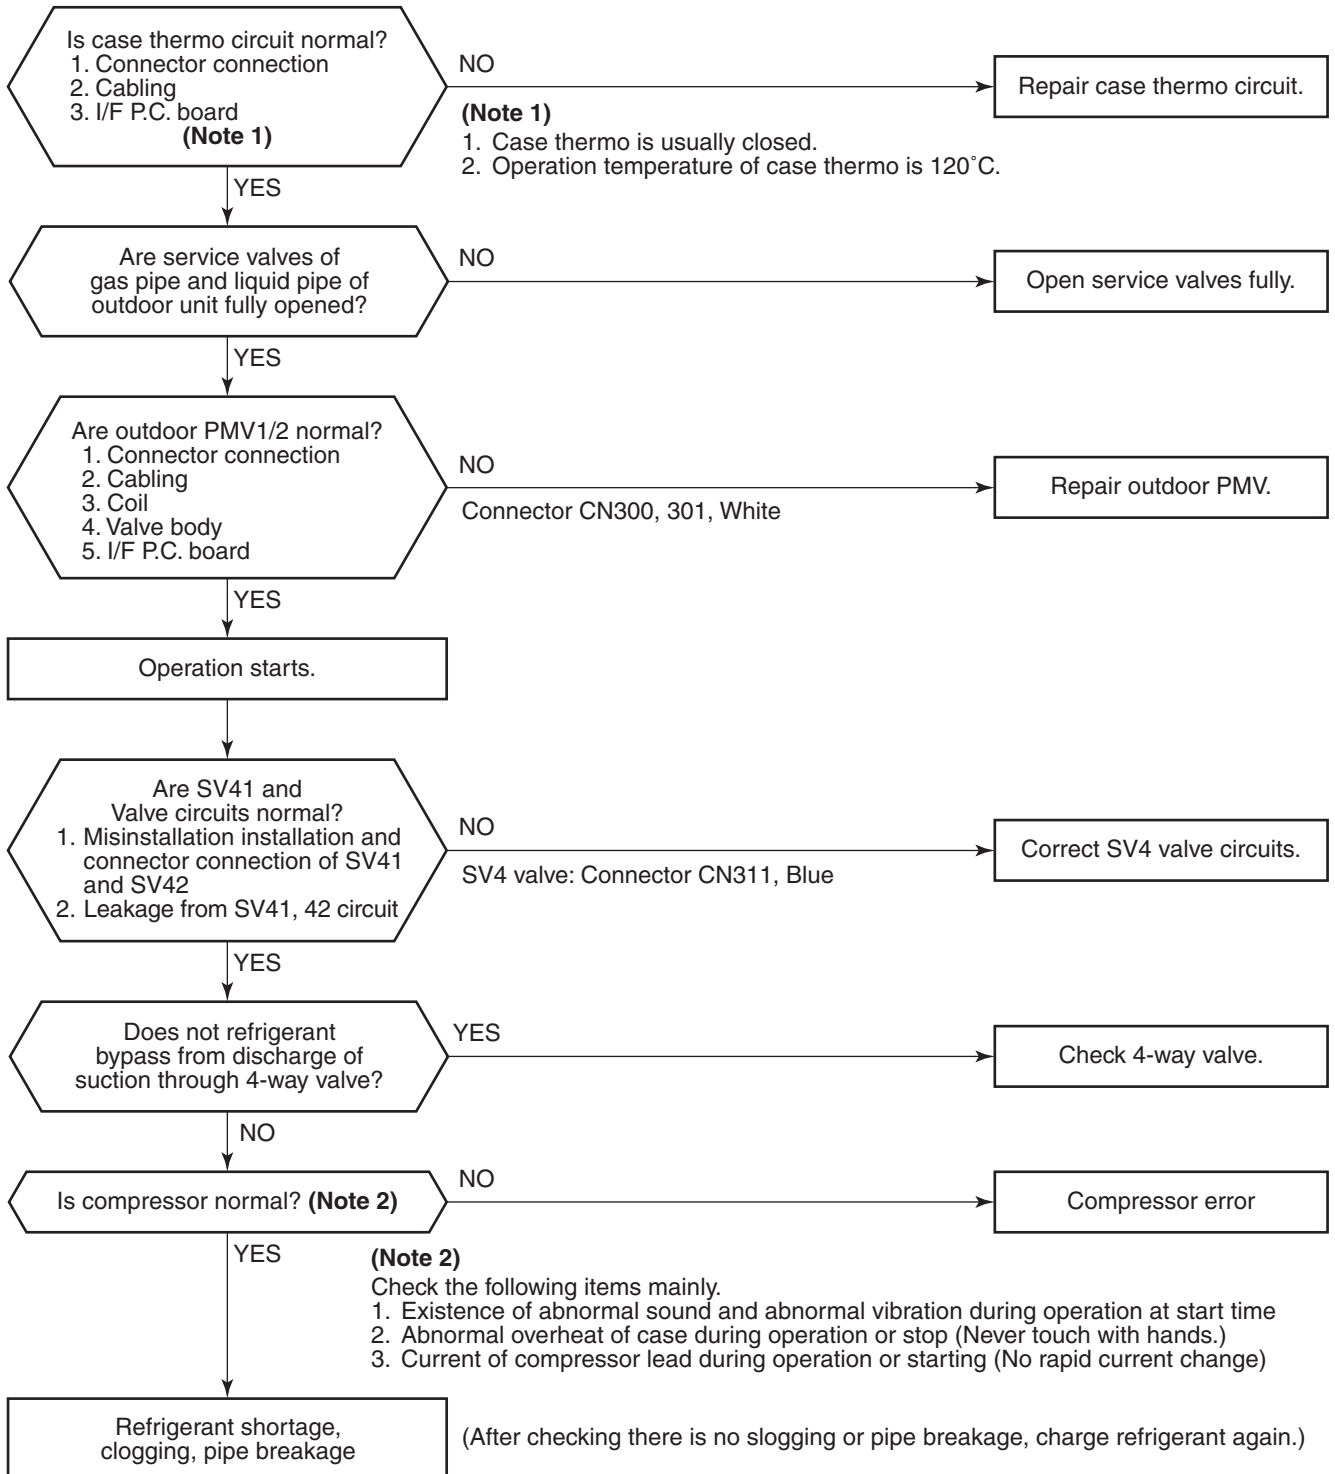 Is case thermo circuit normal?
1. Connector connection
2. Cabling
3. I/F P.C. board
(Note 1)
NO
Repair case thermo circuit.
(Note 1)
1. Case thermo is usually closed.
2. Operation temperature of case thermo is 120˚C.
YES
Are service valves of
gas pipe and liquid pipe of
outdoor unit fully opened?
NO
Open service valves fully.
YES
Are outdoor PMV1/2 normal?
1. Connector connection
2. Cabling
3. Coil
4. Valve body
5. I/F P.C. board
NO
Connector CN300, 301, White
Repair outdoor PMV.
YES
Operation starts.
Are SV41 and
Valve circuits normal?
1. Misinstallation installation and
connector connection of SV41
and SV42
2. Leakage from SV41, 42 circuit
NO
SV4 valve: Connector CN311, Blue
Correct SV4 valve circuits.
YES
Does not refrigerant
bypass from discharge of
suction through 4-way valve?
YES
Check 4-way valve.
NO
Is compressor normal? (Note 2)
NO
Compressor error
YES
(Note 2)
Check the following items mainly.
1. Existence of abnormal sound and abnormal vibration during operation at start time
2. Abnormal overheat of case during operation or stop (Never touch with hands.)
3. Current of compressor lead during operation or starting (No rapid current change)
Refrigerant shortage,
clogging, pipe breakage
(After checking there is no slogging or pipe breakage, charge refrigerant again.)